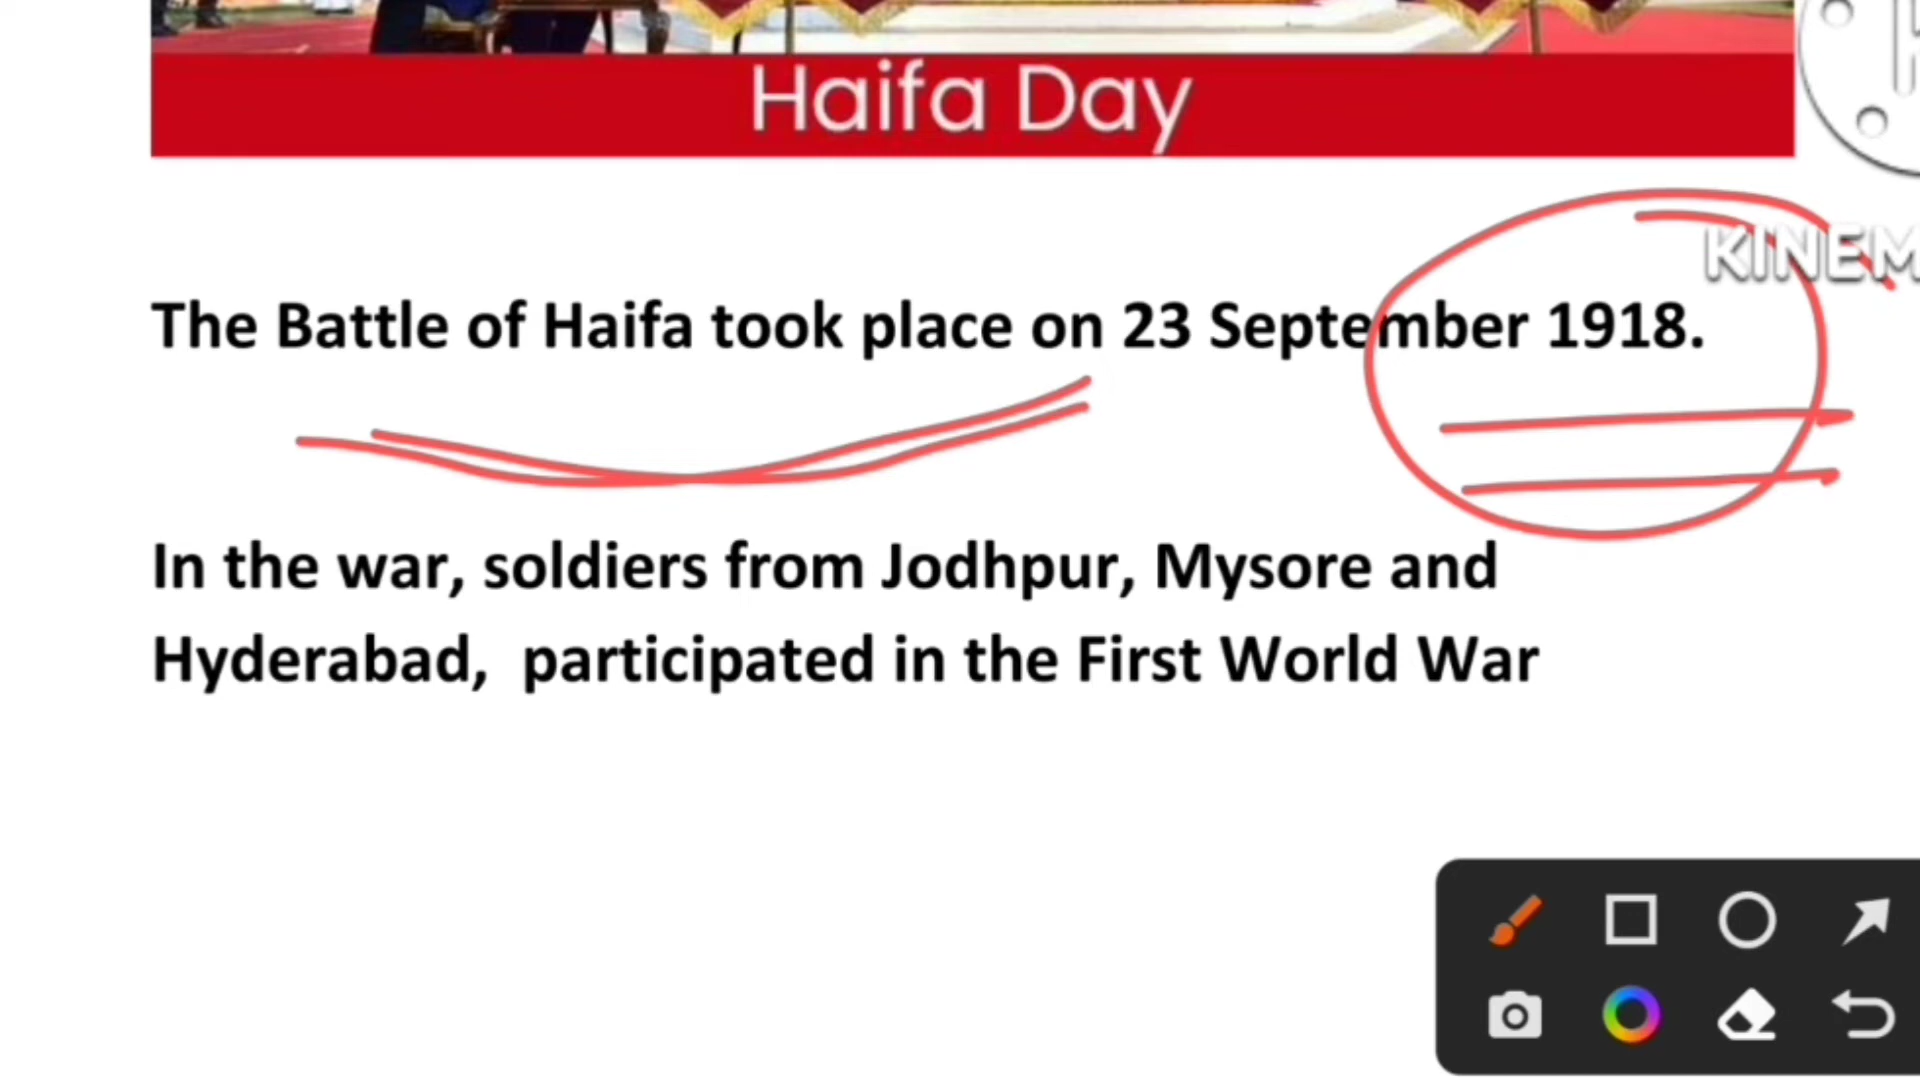 Haifa Day
KINEM
The Battle of Haifa took place on 23 September 1918.
In the war, soldiers from Jodhpur, Mysore and
Hyderabad,  participated in the First World War